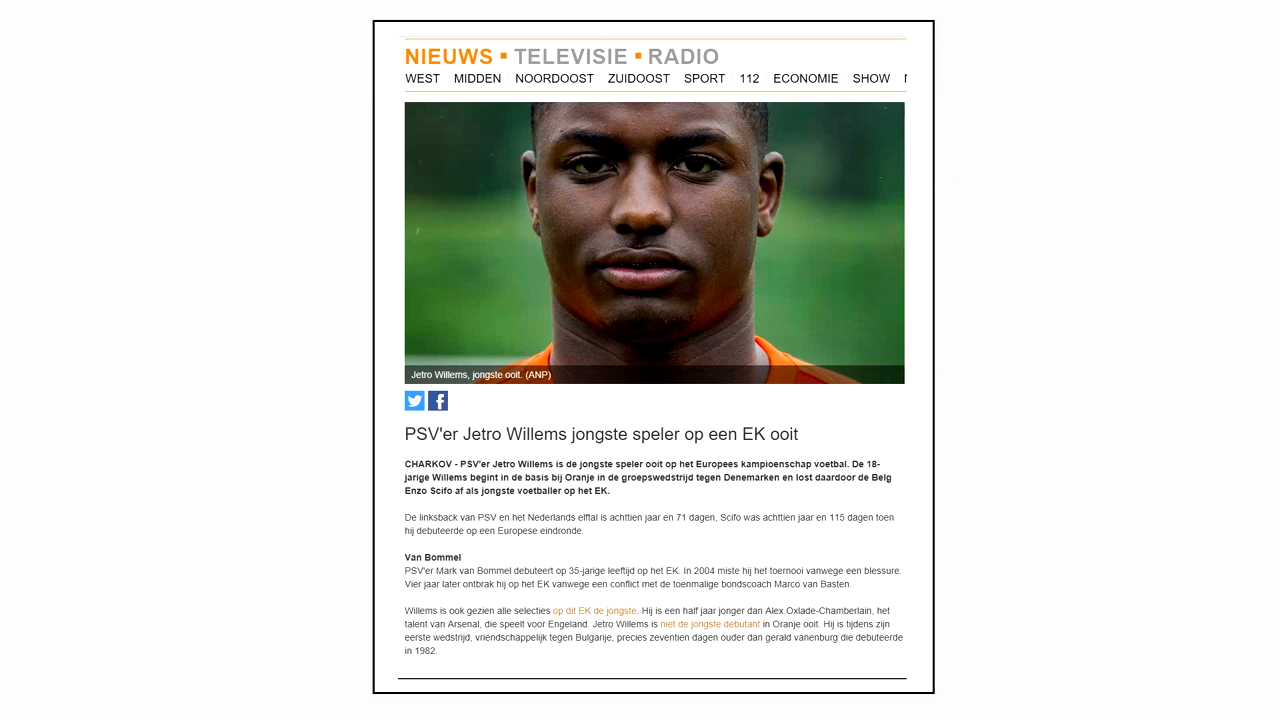 NIEUWS ▪ TELEVISIE ▪ RADIO
WEST MIDDEN NOORDOOST ZUIDOOST SPORT 112 ECONOMIE SHOW
Jetro Willems, jongste ooit. (ANP)
PSV'er Jetro Willems jongste speler op een EK ooit
CHARKOV - PSV'er Jetro Willems is de jongste speler ooit op het Europees kampioenschap voetbal. De 18-
jarige Willems begint in de basis bij Oranje in de groepswedstrijd tegen Denemarken en lost daardoor de Belg
Enzo Scifo af als jongste voetballer op het EK.
De linksback van PSV en het Nederlands elftal is achttien jaar en 71 dagen, Scifo was achttien jaar en 115 dagen toen
hij debuteerde op een Europese eindronde.
Van Bommel
PSV'er Mark van Bommel debuteert op 35-jarige leeftijd op het EK. In 2004 miste hij het toernooi vanwege een blessure.
Vier jaar later ontbrak hij op het EK vanwege een conflict met de toenmalige bondscoach Marco van Basten.
Willems is ook gezien alle selecties op dit EK de jongste. Hij is een half jaar jonger dan Alex Oxlade-Chamberlain, het
talent van Arsenal, die speelt voor Engeland. Jetro Willems is niet de jongste debutant in Oranje ooit. Hij is tijdens zijn
eerste wedstrijd, vriendschappelijk tegen Bulgarije, precies zeventien dagen ouder dan gerald vanenburg die debuteerde
in 1982.